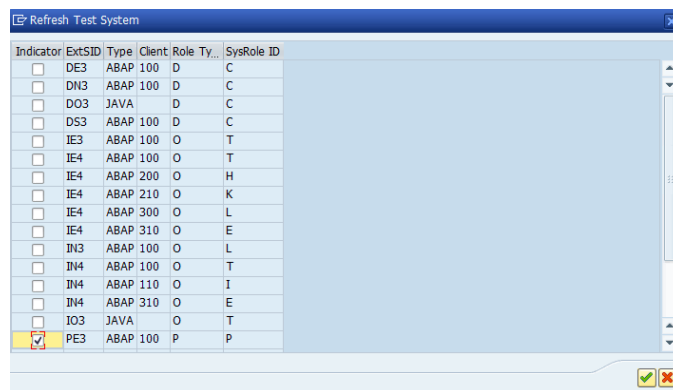 Refresh Test System
Indicator ExtSID Type Client Role Ty... SysRole ID
DE3 ABAP 100 D C
DN3 ABAP 100 D C
DO3 JAVA D C
DS3 ABAP 100 D C
IE3 ABAP 100 O T
IE4 ABAP 100 O T
IE4 ABAP 200 O H
IE4 ABAP 210 O K
IE4 ABAP 300 O L
IE4 ABAP 310 O E
IN3 ABAP 100 O L
IN4 ABAP 100 O T
IN4 ABAP 110 O I
IN4 ABAP 310 O E
IO3 JAVA O T
PE3 ABAP 100 P P